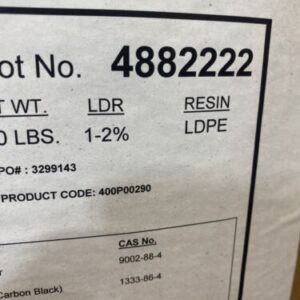 ot No. 4882222
T WT. LDR RESIN
0 LBS. 1-2% LDPE
PO# : 3299143
PRODUCT CODE: 400P00290
CAS No.
er 9002-88-4
Carbon Black) 1333-86-4